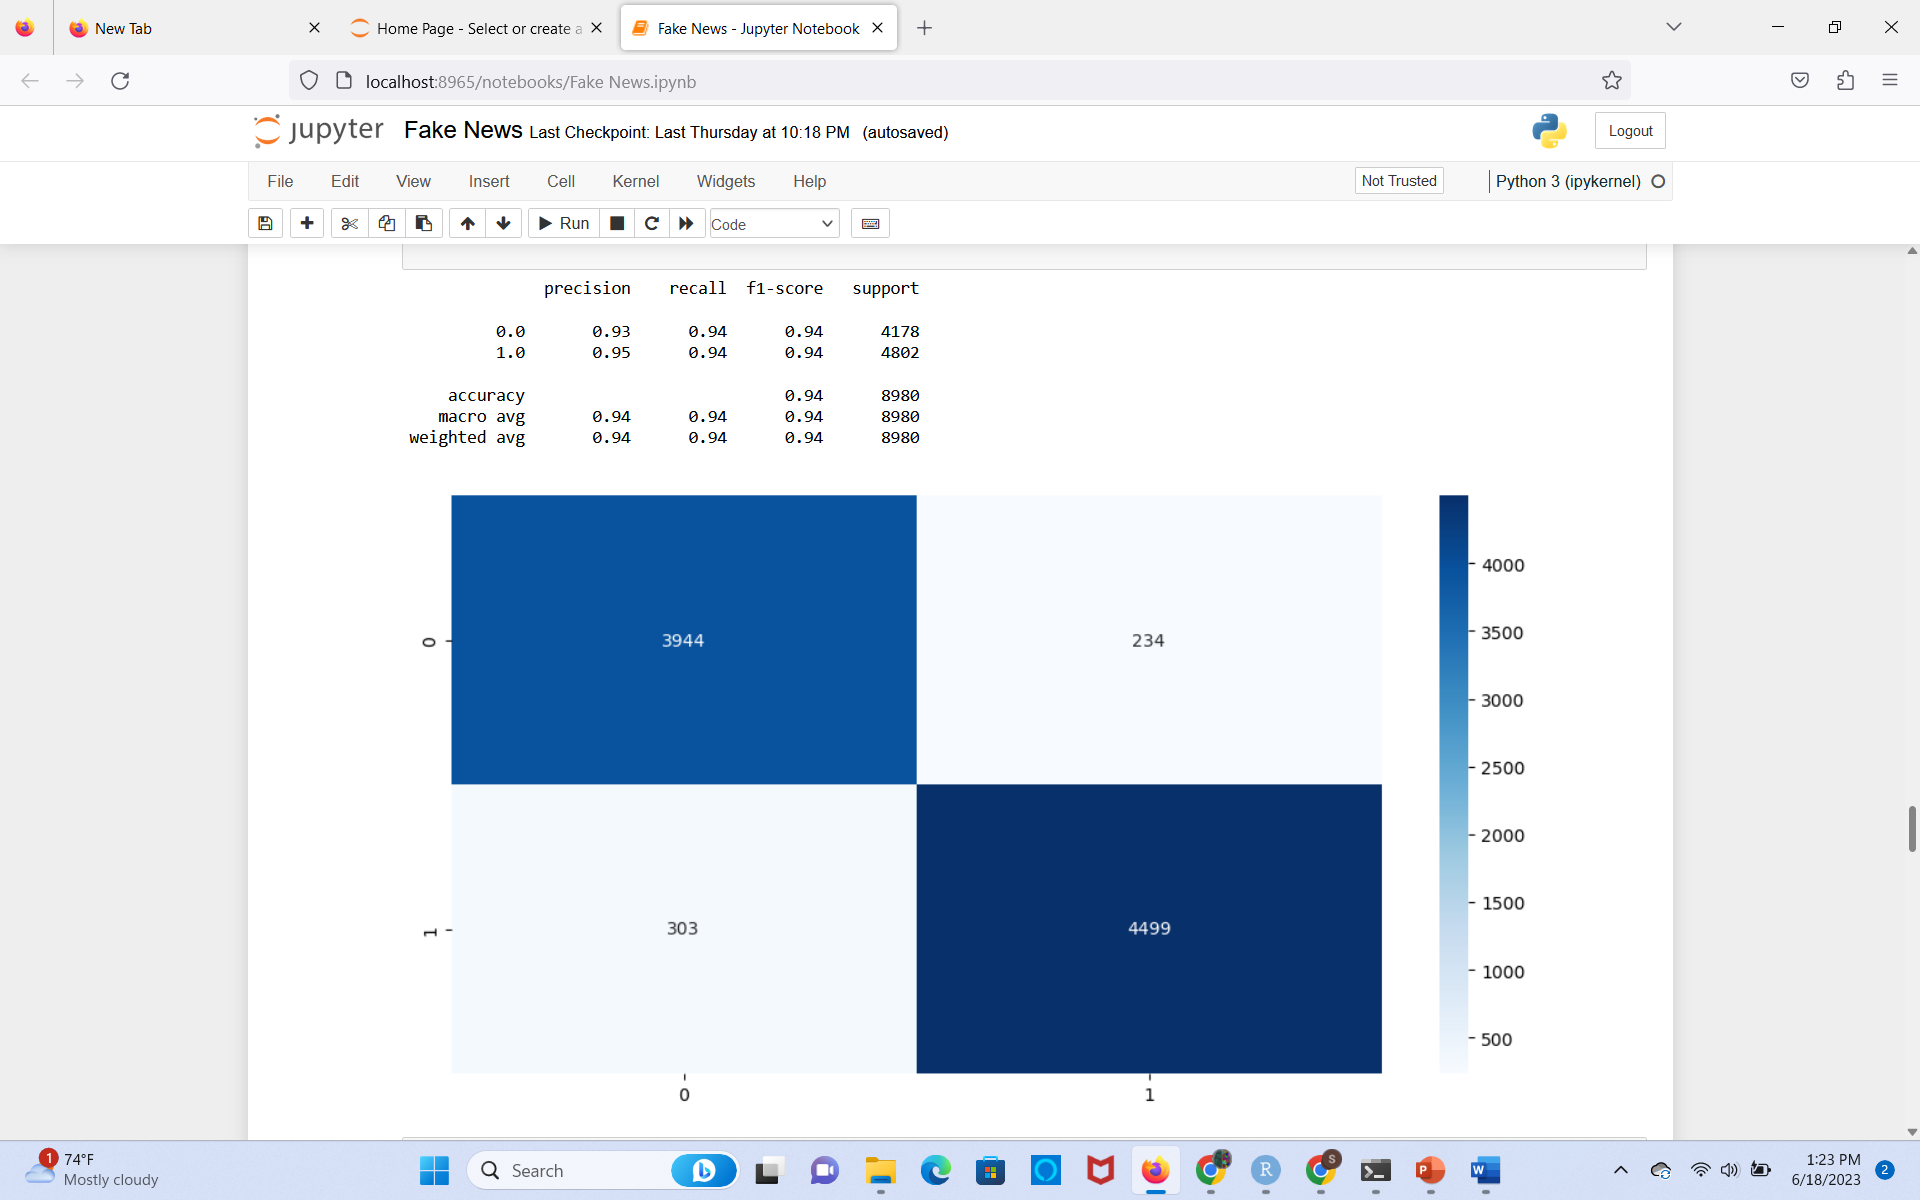 New Tab
Home Page - Select or create a
Fake News - Jupyter Notebook
localhost:8965/notebooks/Fake News.ipynb
jupyter Fake News Last Checkpoint: Last Thursday at 10:18 PM (autosaved)
Logout
File Edit View Insert Cell Kernel Widgets Help
Not Trusted
Python 3 (ipykernel)
Run
Code
precision recall f1-score support
0.0 0.93 0.94 0.94 4178
1.0 0.95 0.94 0.94 4802
accuracy 0.94 8980
macro avg 0.94 0.94 0.94 8980
weighted avg 0.94 0.94 0.94 8980
0
3944
234
1
303
4499
0
1
4000
3500
3000
2500
2000
1500
1000
500
1
74°F
Mostly cloudy
Search
b
R
S
P
W
1:23 PM
6/18/2023
2